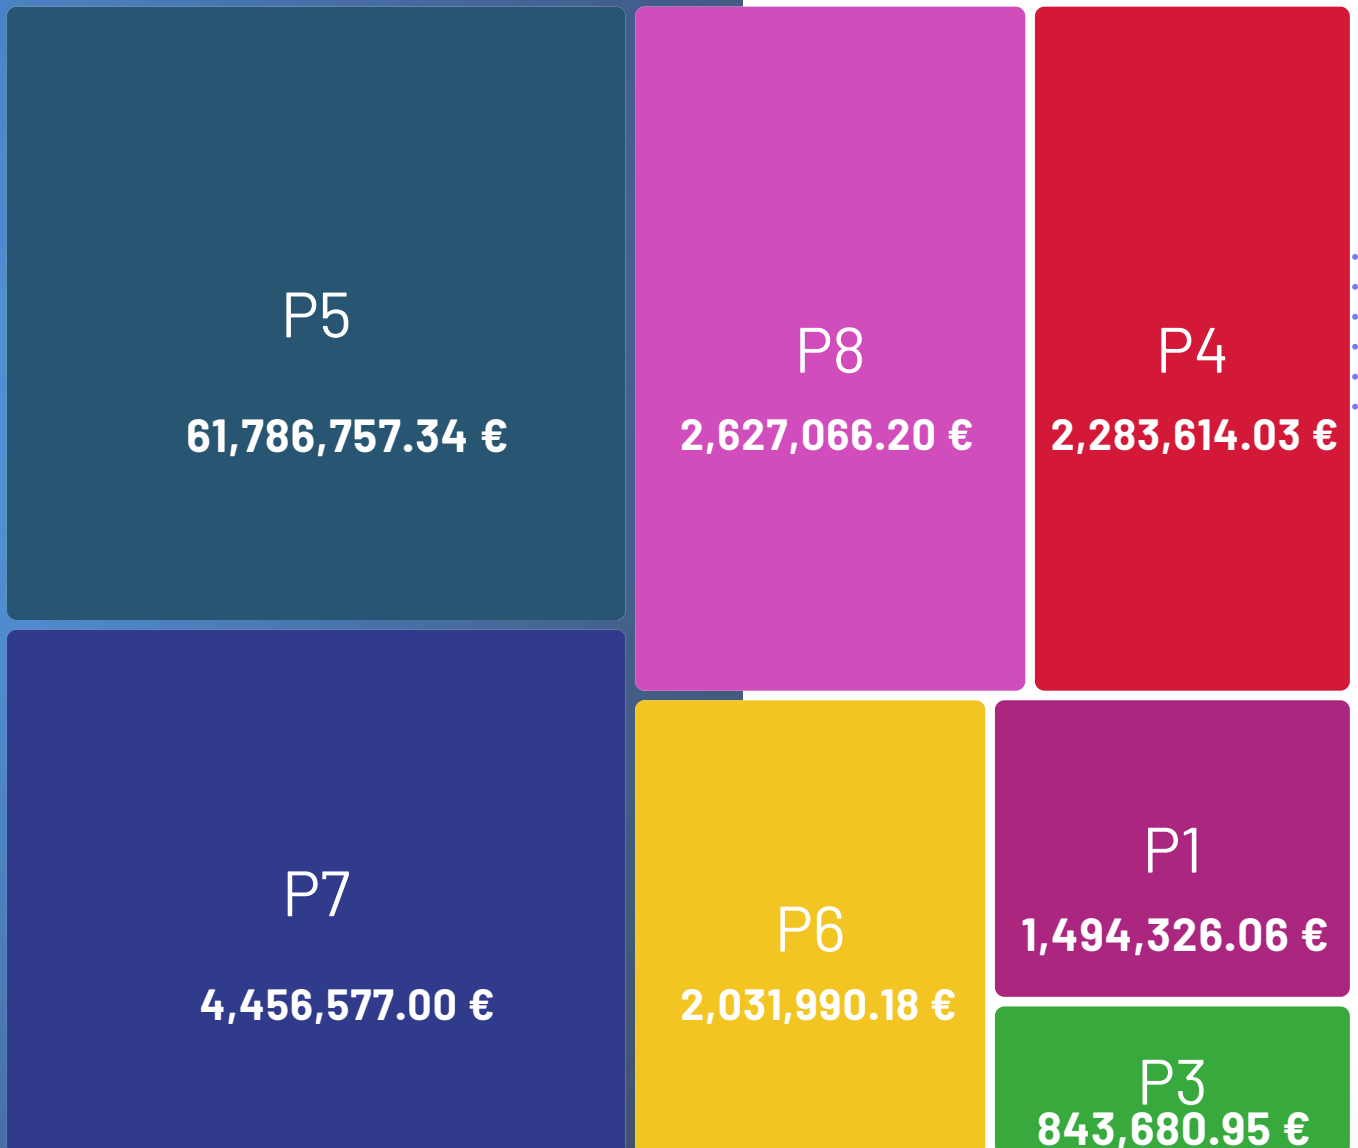 P5
61,786,757.34 €
P8
2,627,066.20 €
P4
2,283,614.03 €
P7
4,456,577.00 €
P6
2,031,990.18 €
P1
1,494,326.06 €
P3
843,680.95 €